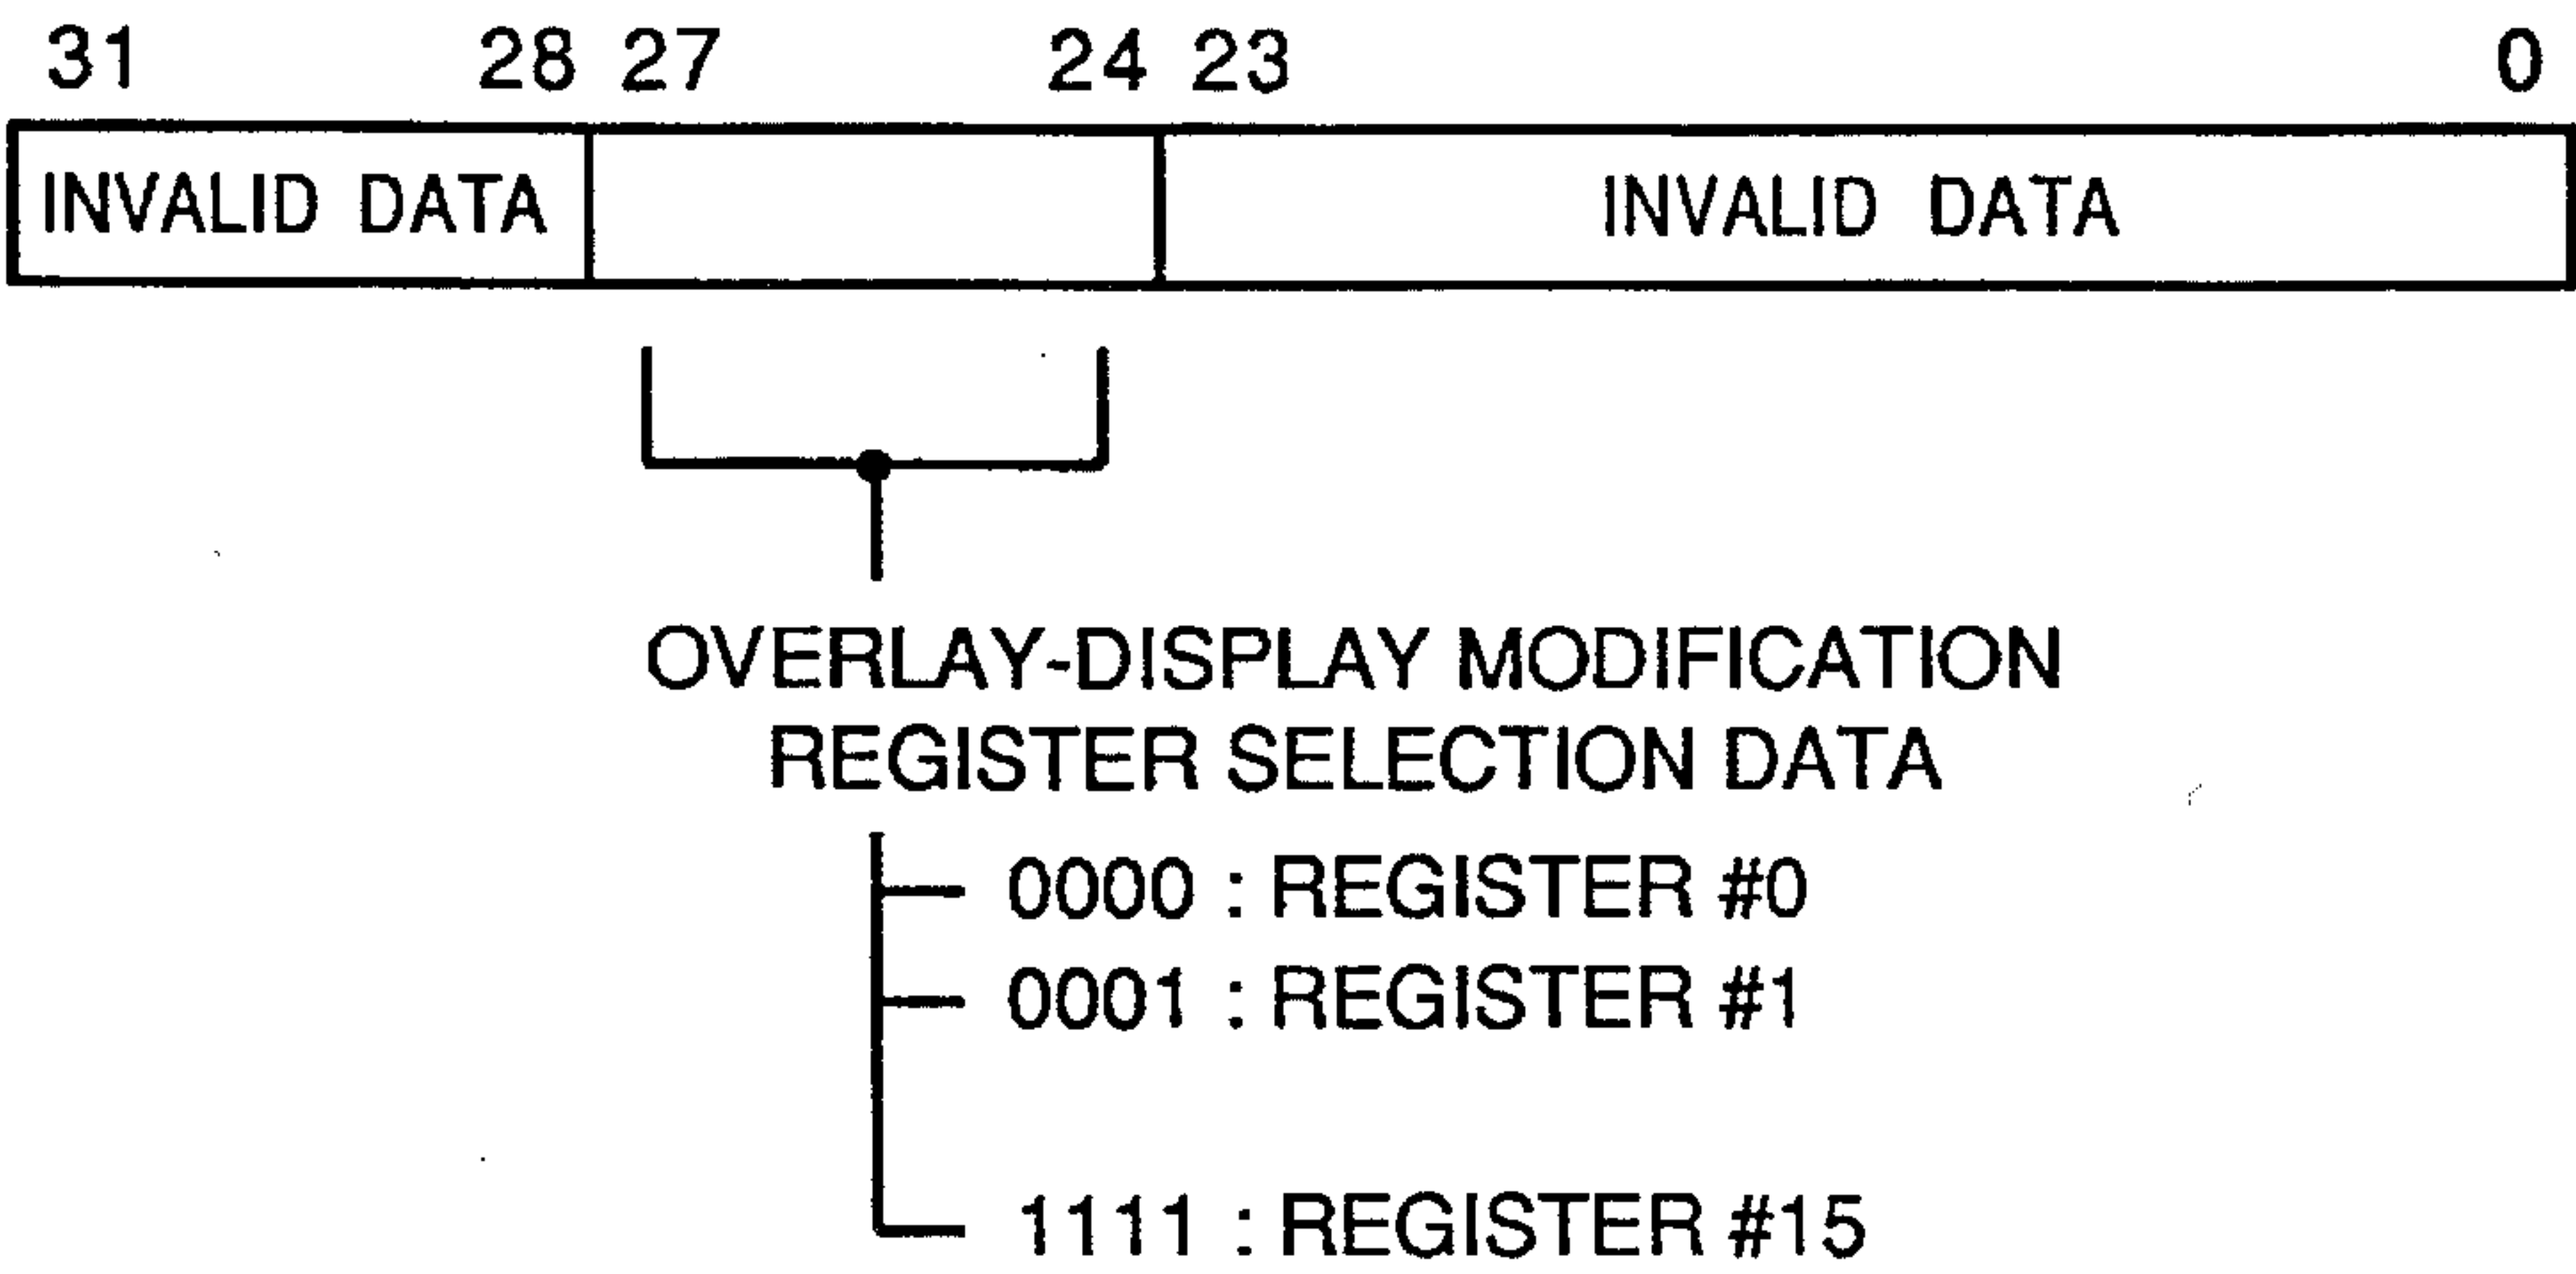 31 28 27 24 23 0
INVALID DATA INVALID DATA
OVERLAY-DISPLAY MODIFICATION
REGISTER SELECTION DATA
0000 : REGISTER #0
0001 : REGISTER #1
1111 : REGISTER #15